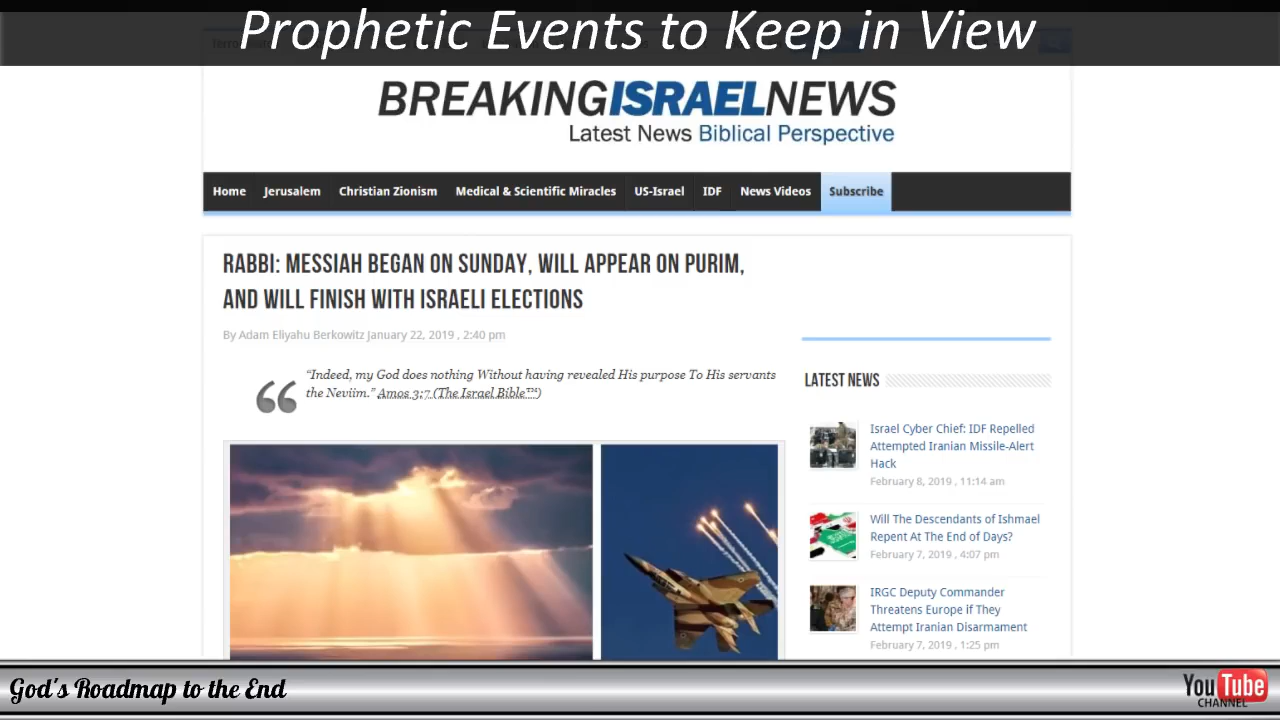 Prophetic Events to Keep in View
BREAKINGISRAELNEWS
Latest News Biblical Perspective
Home Jerusalem Christian Zionism Medical & Scientific Miracles US-Israel IDF News Videos Subscribe
RABBI: MESSIAH BEGAN ON SUNDAY, WILL APPEAR ON PURIM,
AND WILL FINISH WITH ISRAELI ELECTIONS
By Adam Eliyahu Berkowitz January 22, 2019 , 2:40 pm
“Indeed, my God does nothing Without having revealed His purpose To His servants
the Neviim.” Amos 3:7 (The Israel Bible™)
LATEST NEWS
Israel Cyber Chief: IDF Repelled
Attempted Iranian Missile-Alert
Hack
February 8, 2019 , 11:14 am
Will The Descendants of Ishmael
Repent At The End of Days?
February 7, 2019 , 4:07 pm
IRGC Deputy Commander
Threatens Europe if They
Attempt Iranian Disarmament
February 7, 2019 , 1:25 pm
God's Roadmap to the End
YouTube
CHANNEL